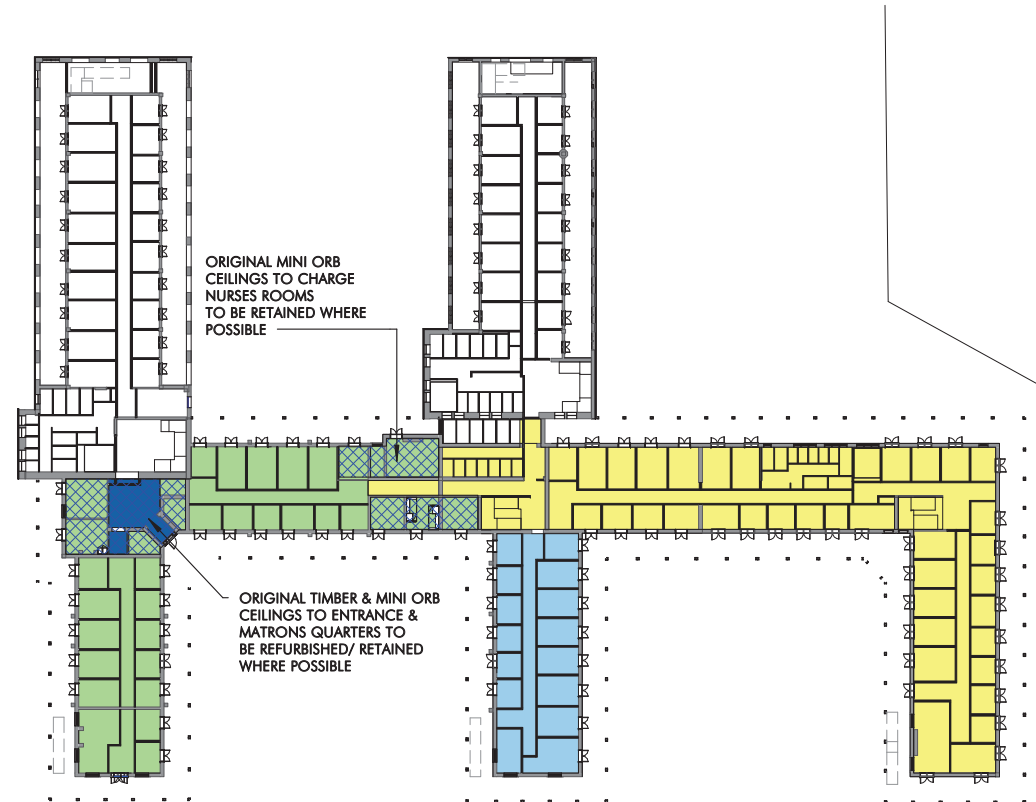 ORIGINAL MINI ORB
CEILINGS TO CHARGE
NURSES ROOMS
TO BE RETAINED WHERE
POSSIBLE
ORIGINAL TIMBER & MINI ORB
CEILINGS TO ENTRANCE &
MATRONS QUARTERS TO
BE REFURBISHED/ RETAINED
WHERE POSSIBLE